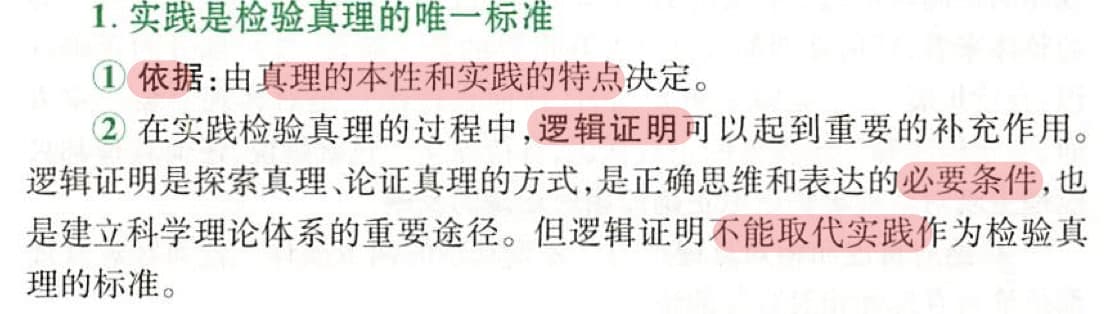 1. 实践是检验真理的唯一标准
① 依据:由真理的本性和实践的特点决定。
② 在实践检验真理的过程中,逻辑证明可以起到重要的补充作用。
逻辑证明是探索真理、论证真理的方式,是正确思维和表达的必要条件,也
是建立科学理论体系的重要途径。但逻辑证明不能取代实践作为检验真
理的标准。